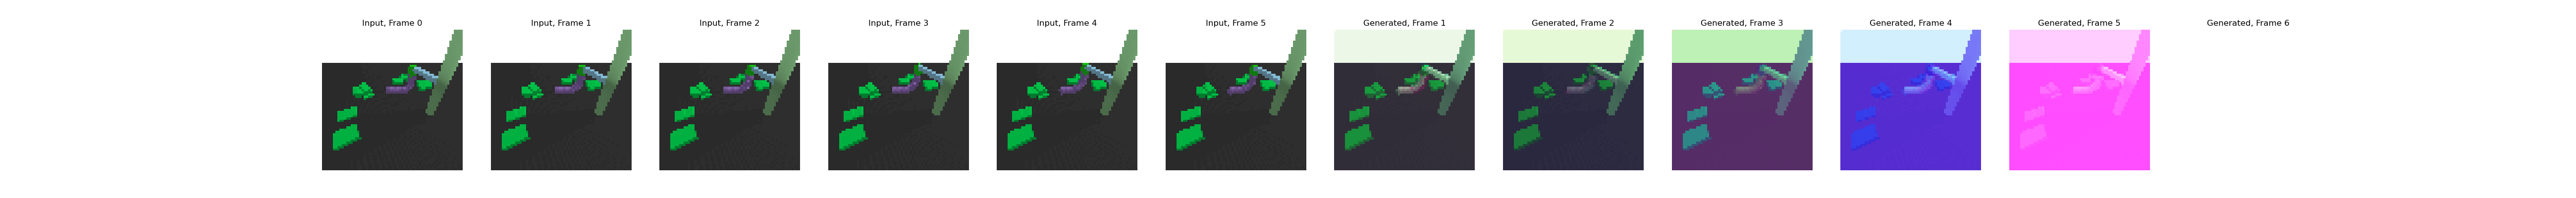 Input, Frame 0
Input, Frame 1
Input, Frame 2
Input, Frame 3
Input, Frame 4
Input, Frame 5
Generated, Frame 1
Generated, Frame 2
Generated, Frame 3
Generated, Frame 4
Generated, Frame 5
Generated, Frame 6